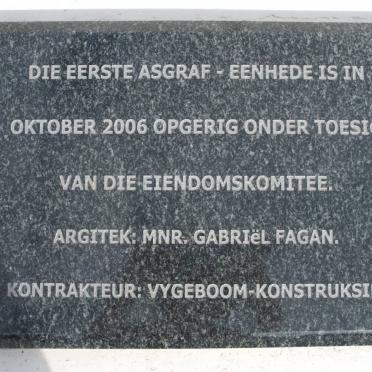 DIE EERSTE ASGRAF - EENHEDE IS IN
OKTOBER 2006 OPGERIG ONDER TOESIG
VAN DIE EIENDOMSKOMITEE.
ARGITEK: MNR. GABRIëL FAGAN.
KONTRAKTEUR: VYGEBOOM-KONSTRUKSIE